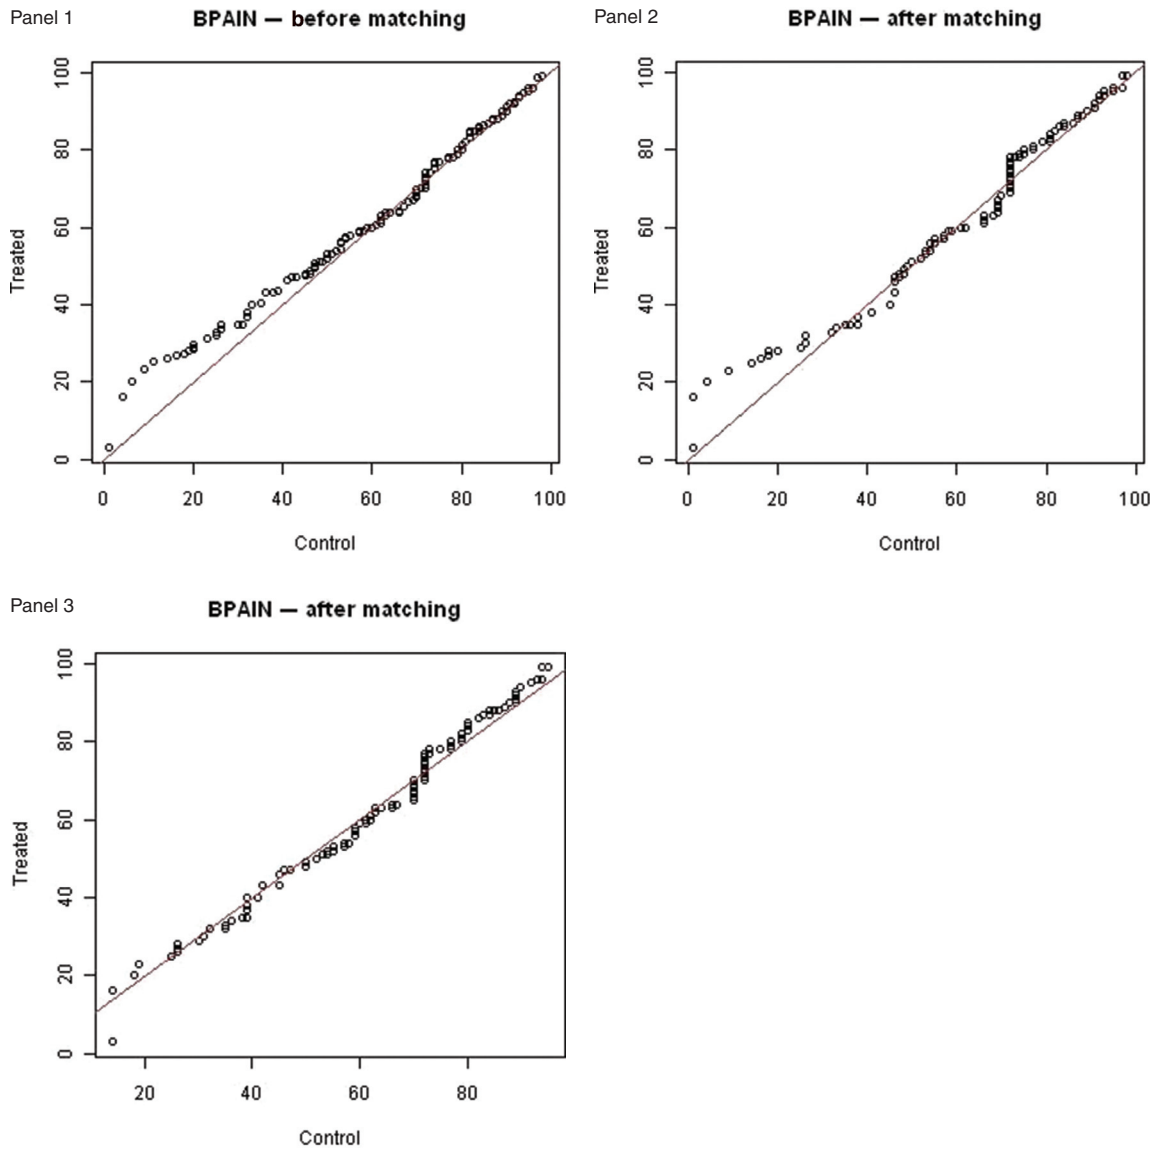 Panel 1
BPAIN — before matching
Treated
0
20
40
60
80
100
0 20 40 60 80 100
Control
Panel 2
BPAIN — after matching
Treated
0
20
40
60
80
100
0 20 40 60 80 100
Control
Panel 3
BPAIN — after matching
Treated
0
20
40
60
80
100
20 40 60 80
Control